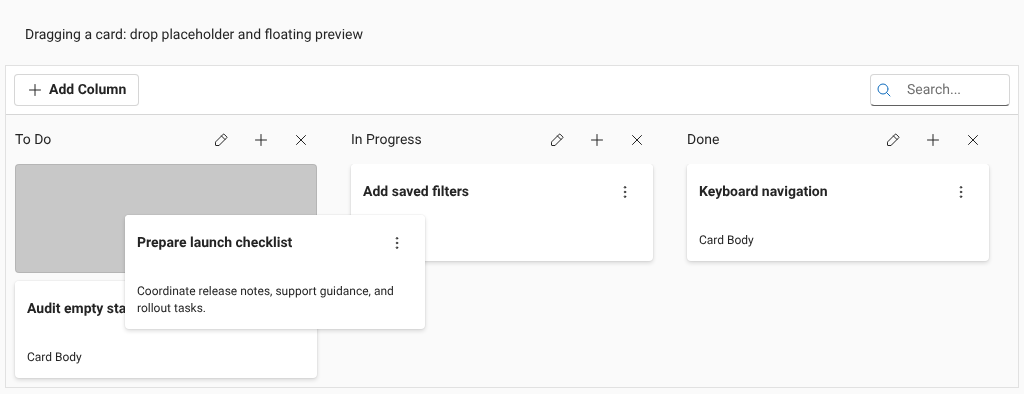 Dragging a card: drop placeholder and floating preview
Add Column
Search...
To Do
In Progress
Done
Add saved filters
Keyboard navigation
Card Body
Prepare launch checklist
Coordinate release notes, support guidance, and
rollout tasks.
Audit empty
Card Body